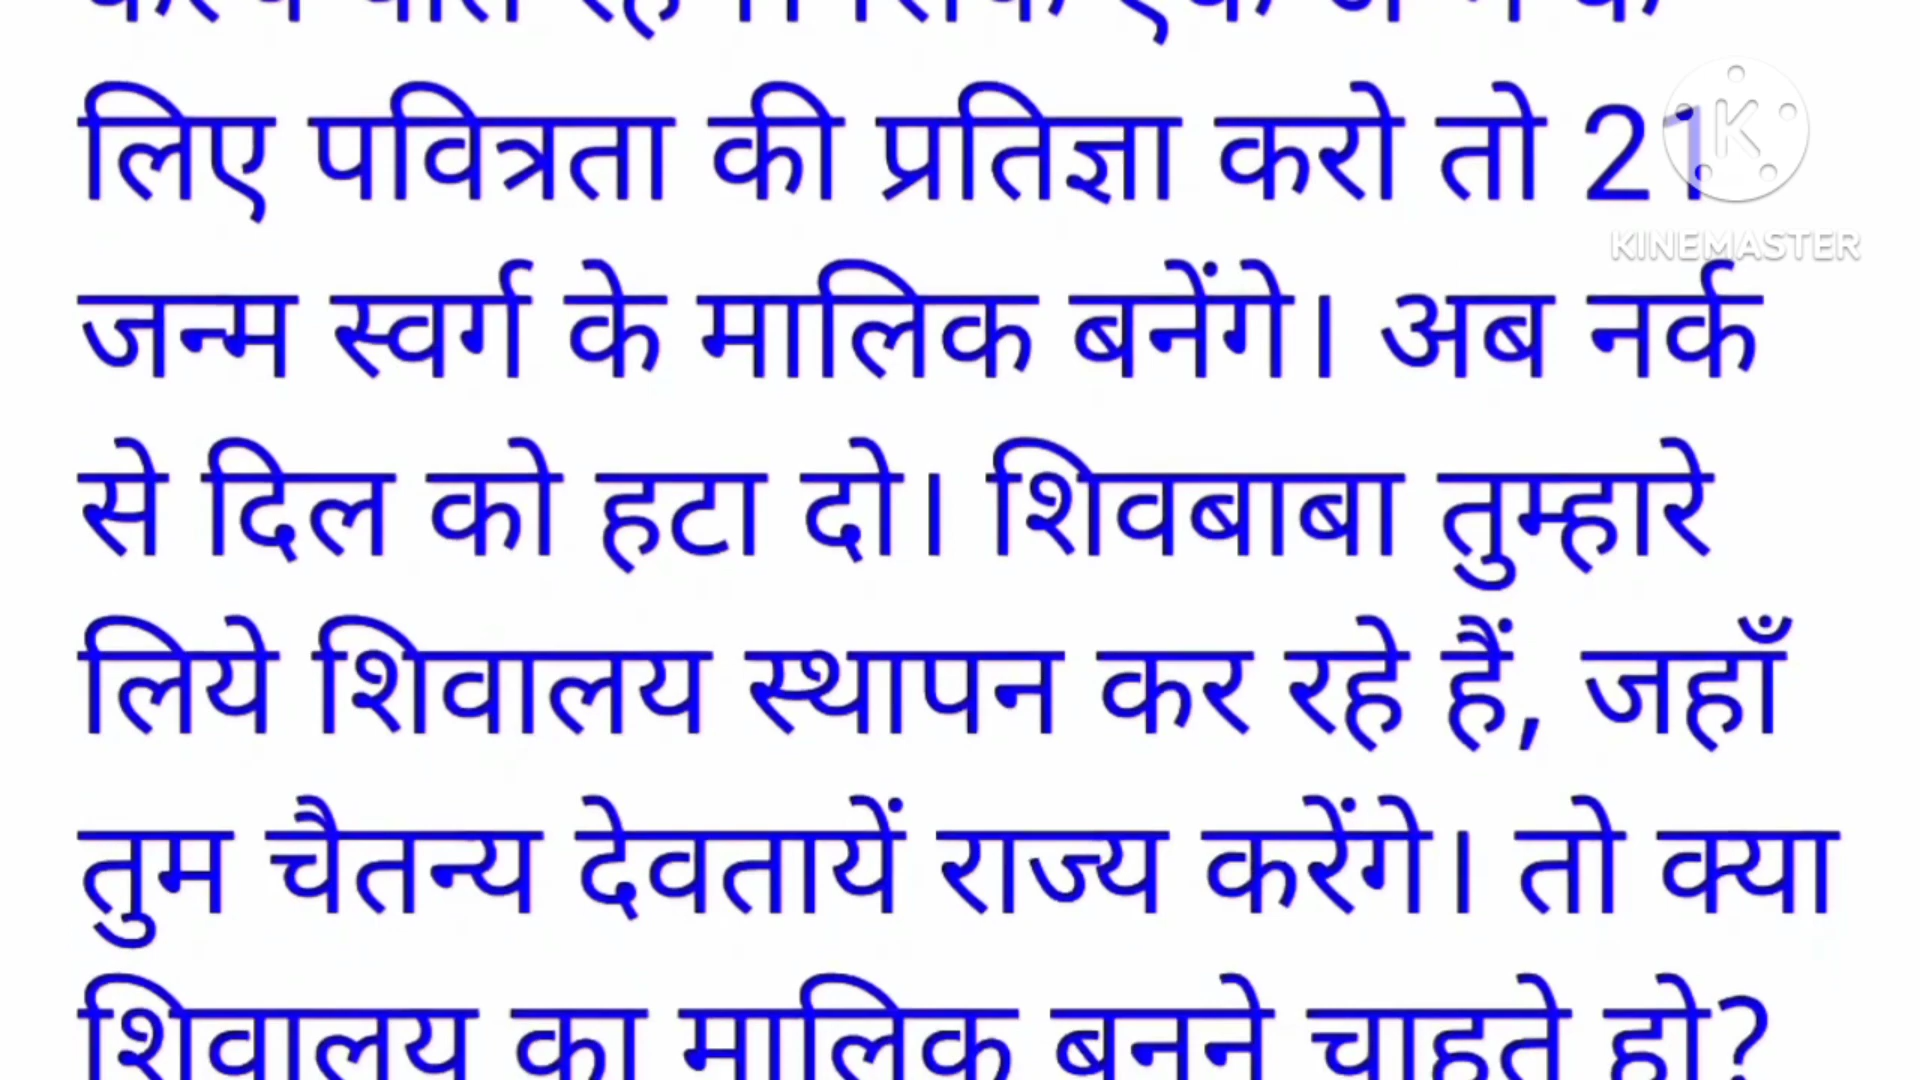 लिए पवित्रता की प्रतिज्ञा करो तो 21
जन्म स्वर्ग के मालिक बनेंगे। अब नर्क
से दिल को हटा दो। शिवबाबा तुम्हारे
लिये शिवालय स्थापन कर रहे हैं, जहाँ
तुम चैतन्य देवतायें राज्य करेंगे। तो क्या
शिवालय का मालिक बनने चाहते हो?
K
KINEMASTER